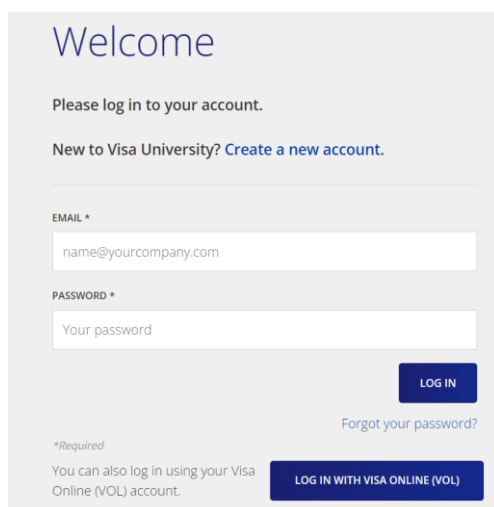 Welcome
Please log in to your account.
New to Visa University? Create a new account.
EMAIL *
name@yourcompany.com
PASSWORD *
Your password
LOG IN
Forgot your password?
*Required
You can also log in using your Visa
Online (VOL) account.
LOG IN WITH VISA ONLINE (VOL)